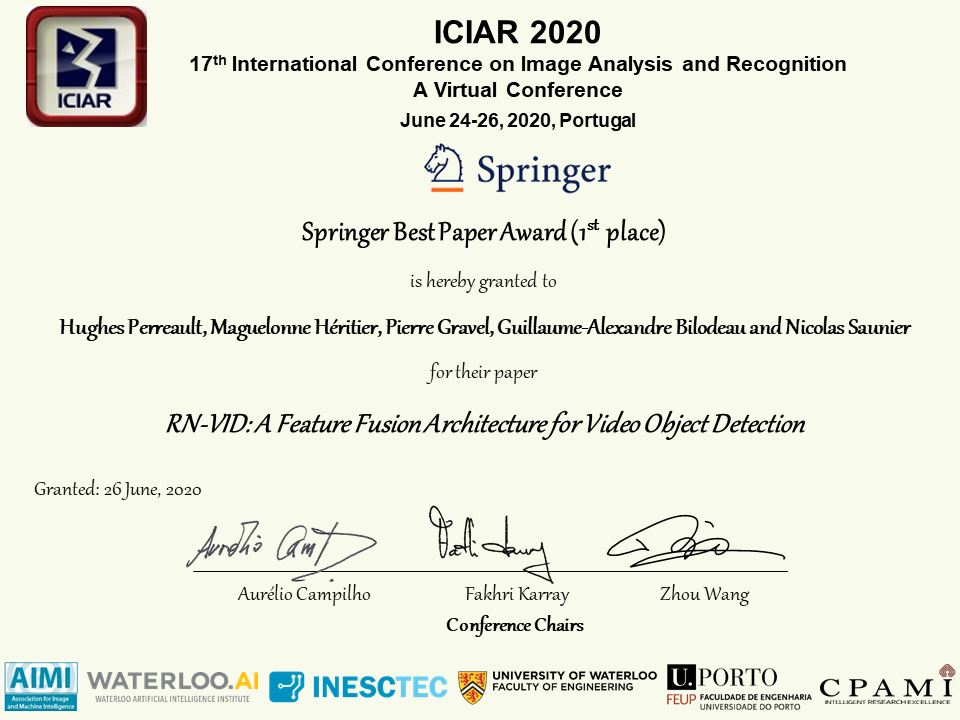 ICIAR
ICIAR 2020
17th International Conference on Image Analysis and Recognition
A Virtual Conference
June 24-26, 2020, Portugal
Springer
Springer Best Paper Award (1st place)
is hereby granted to
Hughes Perreault, Maguelonne Héritier, Pierre Gravel, Guillaume-Alexandre Bilodeau and Nicolas Saunier
for their paper
RN-VID: A Feature Fusion Architecture for Video Object Detection
Granted: 26 June, 2020
Aurélio Campilho Fakhri Karray Zhou Wang
Conference Chairs
AIMI
Association for Image
and Machine Intelligence
WATERLOO.AI
WATERLOO ARTIFICIAL INTELLIGENCE INSTITUTE
INESCTEC
UNIVERSITY OF WATERLOO
FACULTY OF ENGINEERING
U.PORTO
FEUP FACULDADE DE ENGENHARIA
UNIVERSIDADE DO PORTO
CPAMI
INTELLIGENT RESEARCH EXCELLENCE